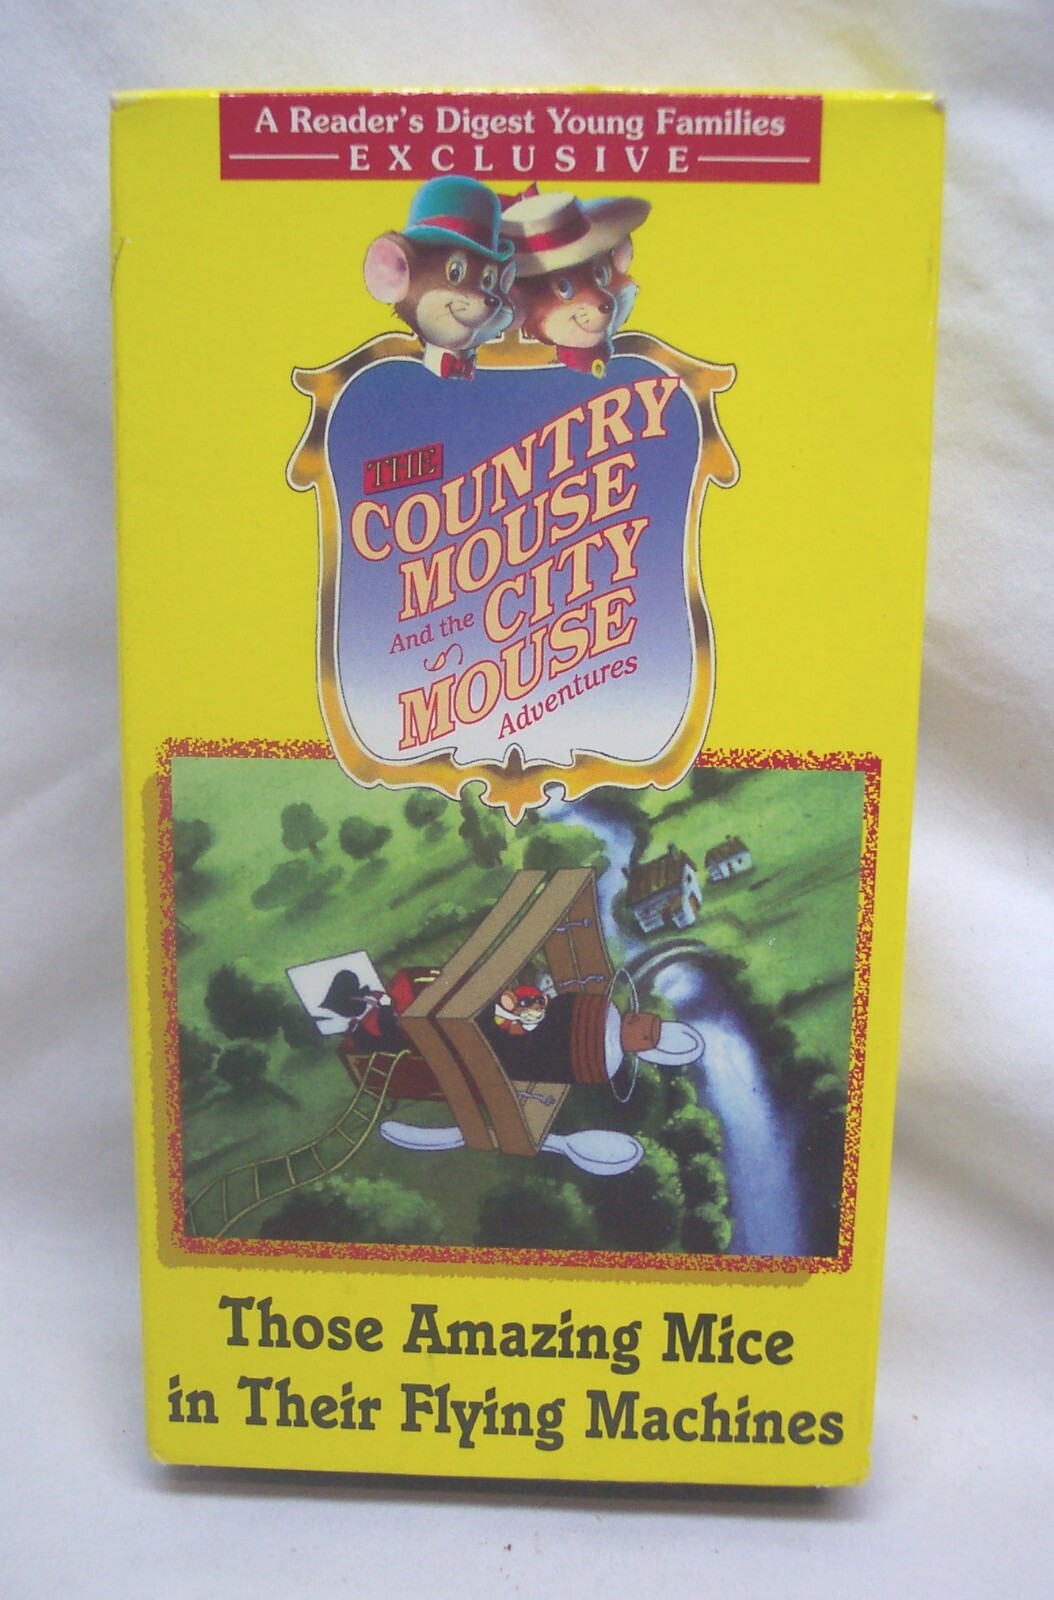 A Reader's Digest Young Families
EXCLUSIVE
THE
COUNTRY
MOUSE
And the CITY
MOUSE
Adventures
Those Amazing Mice
in Their Flying Machines